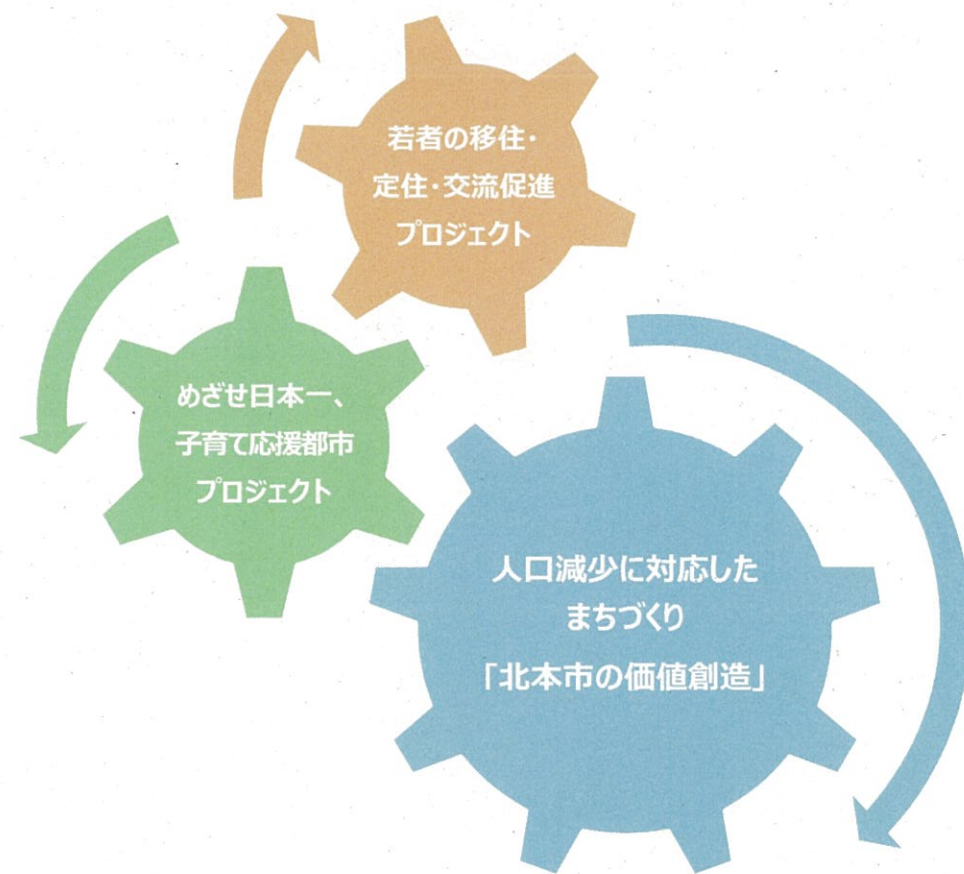 若者の移住・
定住・交流促進
プロジェクト
めざせ日本一、
子育て応援都市
プロジェクト
人口減少に対応した
まちづくり
「北本市の価値創造」